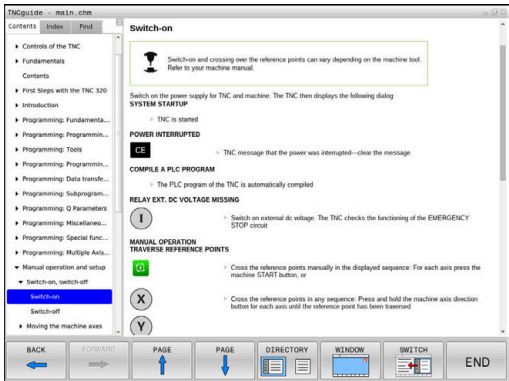 TNCguide - main.chm
Contents Index Find
Controls of the TNC
Fundamentals
Contents
First Steps with the TNC 320
Introduction
Programming: Fundamenta...
Programming: Programmin...
Programming: Tools
Programming: Programmin...
Programming: Data transfe...
Programming: Subprogram...
Programming: Q Parameters
Programming: Miscellaneo...
Programming: Special func...
Programming: Multiple Axis...
Manual operation and setup
Switch-on, switch-off
Switch-on
Switch-off
Moving the machine axes
Switch-on
Switch-on and crossing over the reference points can vary depending on the machine tool.
Refer to your machine manual.
Switch on the power supply for TNC and machine. The TNC then displays the following dialog:
SYSTEM STARTUP
TNC is started
POWER INTERRUPTED
CE
TNC message that the power was interrupted—clear the message
COMPILE A PLC PROGRAM
The PLC program of the TNC is automatically compiled
RELAY EXT. DC VOLTAGE MISSING
I
Switch on external dc voltage. The TNC checks the functioning of the EMERGENCY
STOP circuit
MANUAL OPERATION
TRAVERSE REFERENCE POINTS
Cross the reference points manually in the displayed sequence: For each axis press the
machine START button, or
X
Cross the reference points in any sequence: Press and hold the machine axis direction
button for each axis until the reference point has been traversed
Y
BACK FORWARD PAGE PAGE DIRECTORY WINDOW SWITCH END